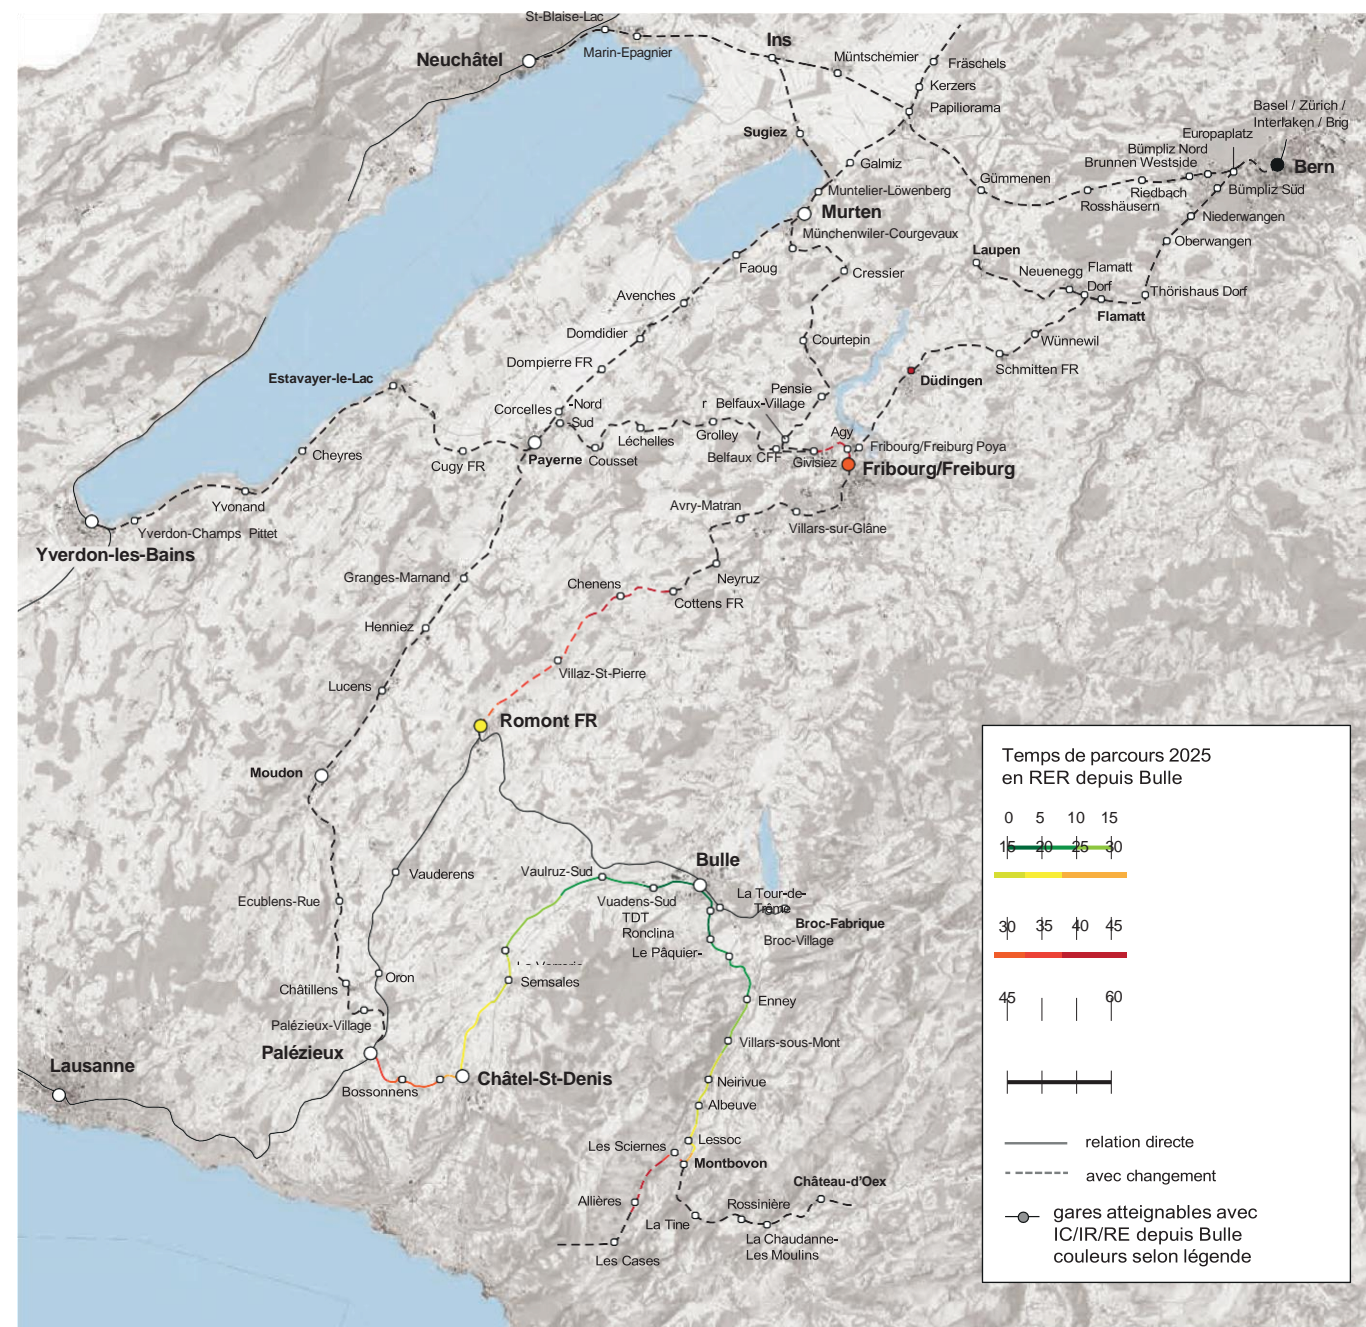 St-Blaise-Lac
Neuchâtel
Marin-Epagnier
Ins
Müntschemier
Fräschels
Kerzers
Papiliorama
Basel / Zürich /
Interlaken / Brig
Europaplatz
Bümpliz Nord
Brunnen Westside
Bern
Sugiez
Galmiz
Gümmenen
Riedbach
Bümpliz Süd
Rosshäusern
Muntelier-Löwenberg
Murten
Niederwangen
Münchenwiler-Courgevaux
Oberwangen
Laupen
Faoug
Cressier
Neuenegg
Flamatt
Dorf
Thörishaus Dorf
Avenches
Flamatt
Domdidier
Courtepin
Wünnewil
Dompierre FR
Schmitten FR
Estavayer-le-Lac
Düdingen
Pensie
r
Belfaux-Village
Corcelles
-Nord
-Sud
Léchelles
Grolley
Agy
Fribourg/Freiburg Poya
Cheyres
Cugy FR
Payerne
Cousset
Belfaux CFF
Givisiez
Fribourg/Freiburg
Yvonand
Avry-Matran
Yverdon-Champs Pittet
Villars-sur-Glâne
Yverdon-les-Bains
Granges-Marnand
Chenens
Neyruz
Cottens FR
Henniez
Villaz-St-Pierre
Lucens
Romont FR
Moudon
Temps de parcours 2025
en RER depuis Bulle
0 5 10 15
15 20 25 30
30 35 40 45
45 60
relation directe
avec changement
gares atteignables avec
IC/IR/RE depuis Bulle
couleurs selon légende
Vauderens
Vaulruz-Sud
Bulle
Ecublens-Rue
Vuadens-Sud
La Tour-de-
Trême
TDT
Ronclina
Broc-Fabrique
Broc-Village
Le Pâquier-
Oron
Semsales
Châtillens
Enney
Palézieux-Village
Villars-sous-Mont
Palézieux
Lausanne
Châtel-St-Denis
Bossonnens
Neirivue
Albeuve
Les Sciernes
Lessoc
Montbovon
Château-d'Oex
Allières
Rossinière
La Tine
La Chaudanne-
Les Moulins
Les Cases